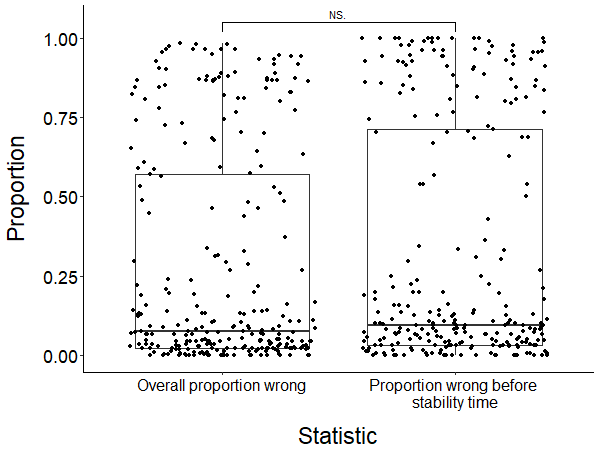 NS.
1.00
0.75
0.50
0.25
0.00
Proportion
Overall proportion wrong
Proportion wrong before
stability time
Statistic